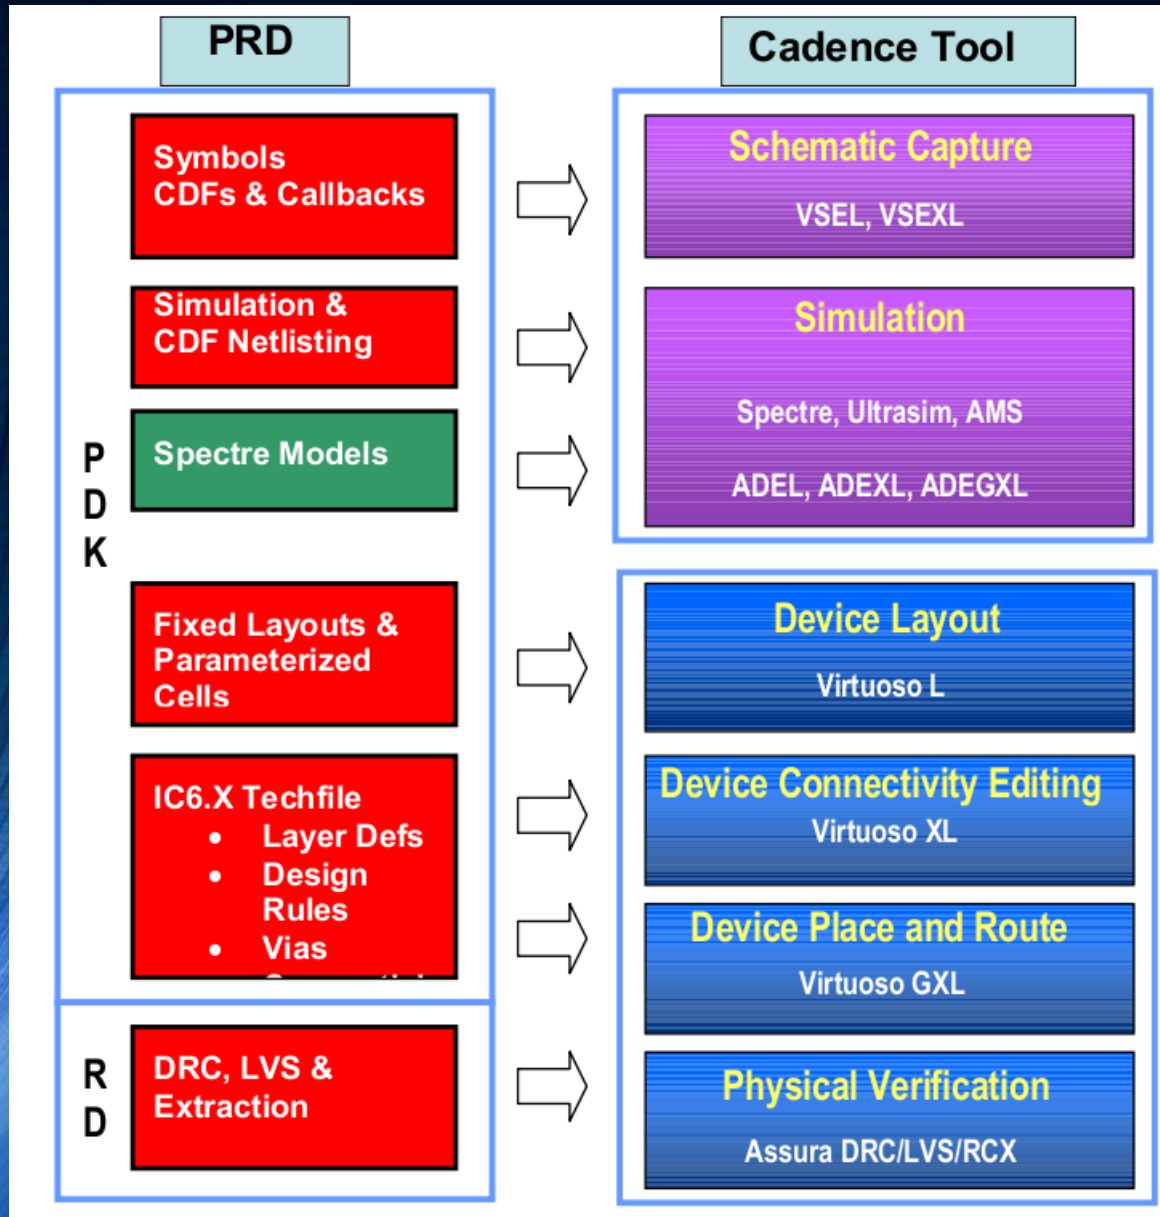 PRD
Cadence Tool
P
D
K
Symbols
CDFs & Callbacks
Simulation &
CDF Netlisting
Spectre Models
Fixed Layouts &
Parameterized
Cells
IC6.X Techfile
• Layer Defs
• Design
Rules
• Vias
R
D
DRC, LVS &
Extraction
Schematic Capture
VSEL, VSEXL
Simulation
Spectre, Ultrasim, AMS
ADEL, ADEXL, ADEGXL
Device Layout
Virtuoso L
Device Connectivity Editing
Virtuoso XL
Device Place and Route
Virtuoso GXL
Physical Verification
Assura DRC/LVS/RCX